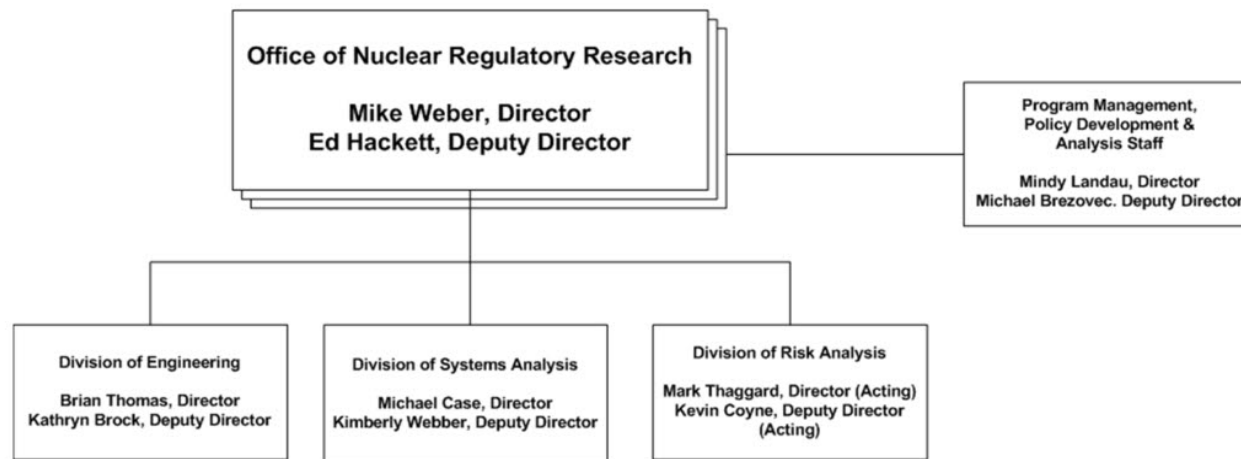 Office of Nuclear Regulatory Research
Mike Weber, Director
Ed Hackett, Deputy Director
Program Management,
Policy Development &
Analysis Staff
Mindy Landau, Director
Michael Brezovec. Deputy Director
Division of Engineering
Brian Thomas, Director
Kathryn Brock, Deputy Director
Division of Systems Analysis
Michael Case, Director
Kimberly Webber, Deputy Director
Division of Risk Analysis
Mark Thaggard, Director (Acting)
Kevin Coyne, Deputy Director
(Acting)